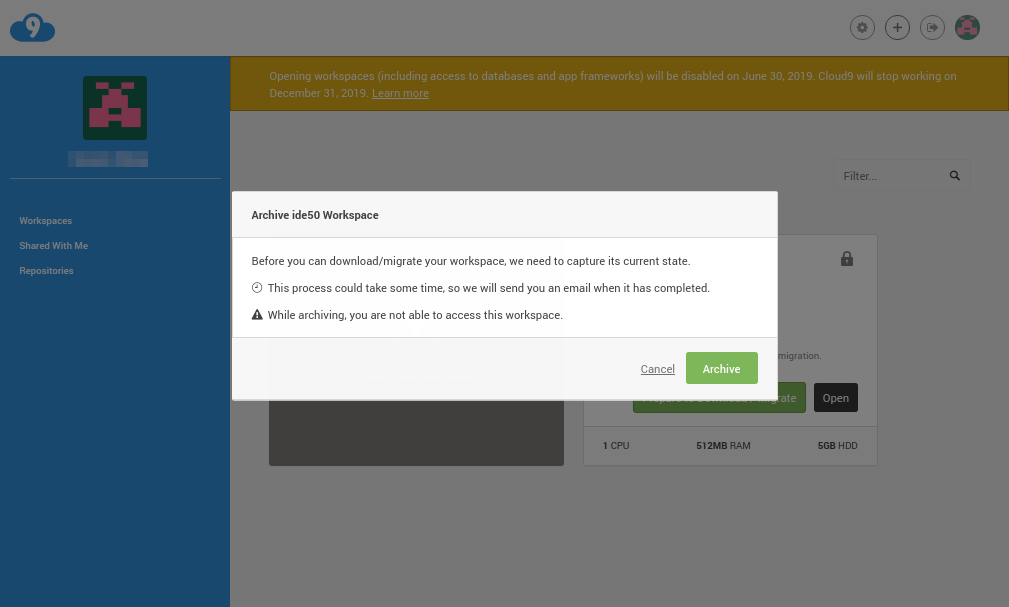 9
Opening workspaces (including access to databases and app frameworks) will be disabled on June 30, 2019. Cloud9 will stop working on
December 31, 2019. Learn more
Filter...
Workspaces
Shared With Me
Repositories
Archive ide50 Workspace
Before you can download/migrate your workspace, we need to capture its current state.
This process could take some time, so we will send you an email when it has completed.
While archiving, you are not able to access this workspace.
migration.
Cancel
Archive
Open
1 CPU
512MB RAM
5GB HDD